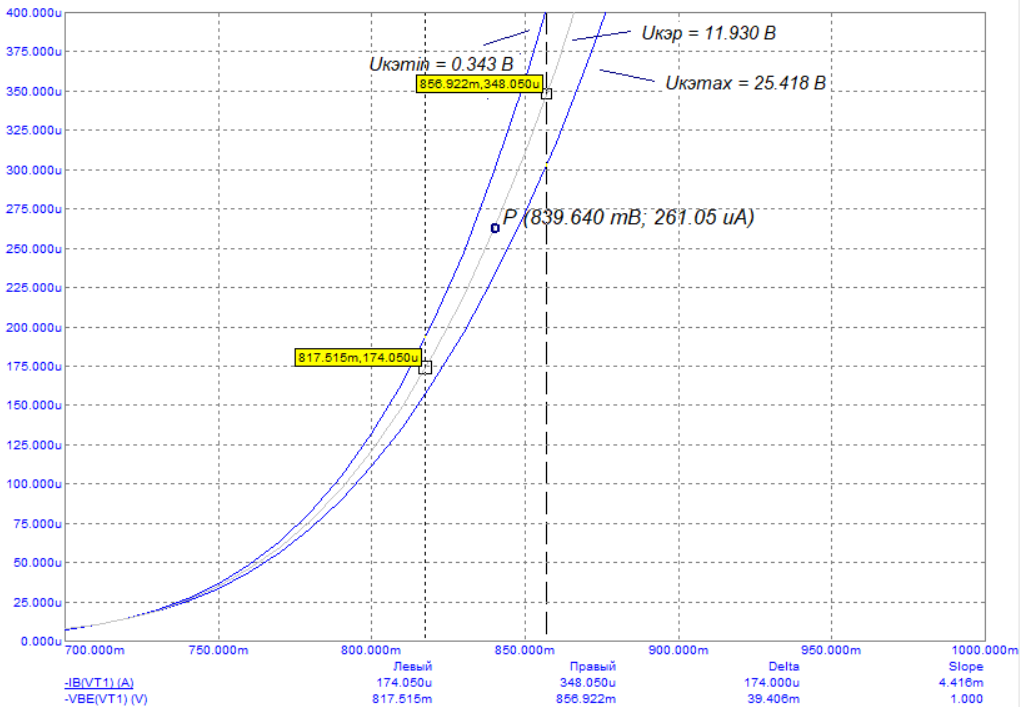 400.000u
375.000u
350.000u
325.000u
300.000u
275.000u
250.000u
225.000u
200.000u
175.000u
150.000u
125.000u
100.000u
75.000u
50.000u
25.000u
0.000u
Uкэр = 11.930 В
Uкэmin = 0.343 В
Uкэmax = 25.418 В
856.922m,348.050u
P (839.640 mB; 261.05 uA)
817.515m,174.050u
700.000m 750.000m 800.000m 850.000m 900.000m 950.000m 1000.000m
Левый Правый Delta Slope
-IB(VT1) (A) 174.050u 348.050u 174.000u 4.416m
-VBE(VT1) (V) 817.515m 856.922m 39.406m 1.000